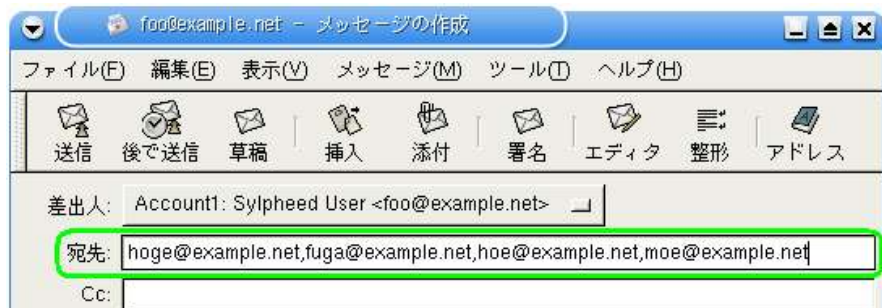 foo@example.net - メッセージの作成
ファイル(F) 編集(E) 表示(V) メッセージ(M) ツール(T) ヘルプ(H)
送信 後で送信 草稿 挿入 添付 署名 エディタ 整形 アドレス
差出人: Account1: Sylpheed User <foo@example.net>
宛先: hoge@example.net,fuga@example.net,hoe@example.net,moe@example.net
Cc: